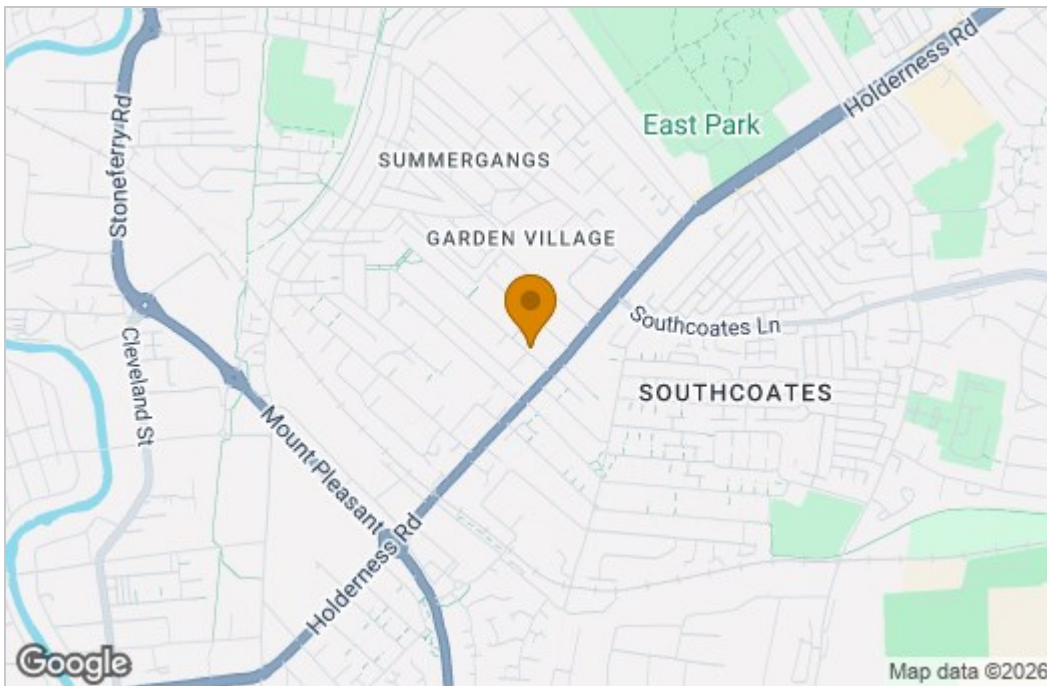 Holderness Rd
East Park
Stoneferry Rd
SUMMERGANGS
GARDEN VILLAGE
Southcoates Ln
Cleveland St
SOUTHCOATES
Mount Pleasant
Holderness Rd
Google
Map data ©2026